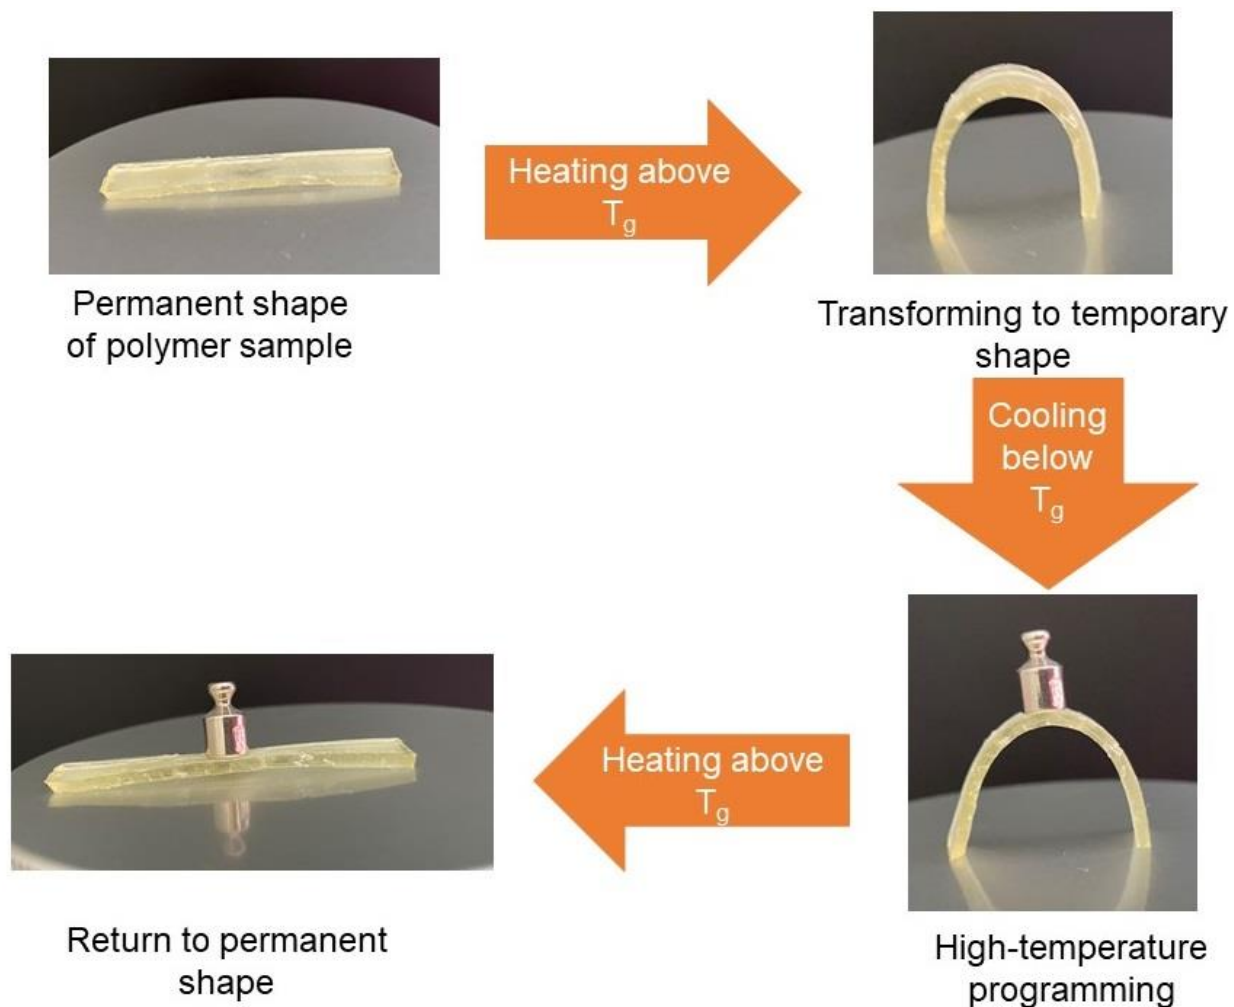 Heating above
Tg
Permanent shape
of polymer sample
Transforming to temporary
shape
Cooling
below
Tg
Heating above
Tg
Return to permanent
shape
High-temperature
programming